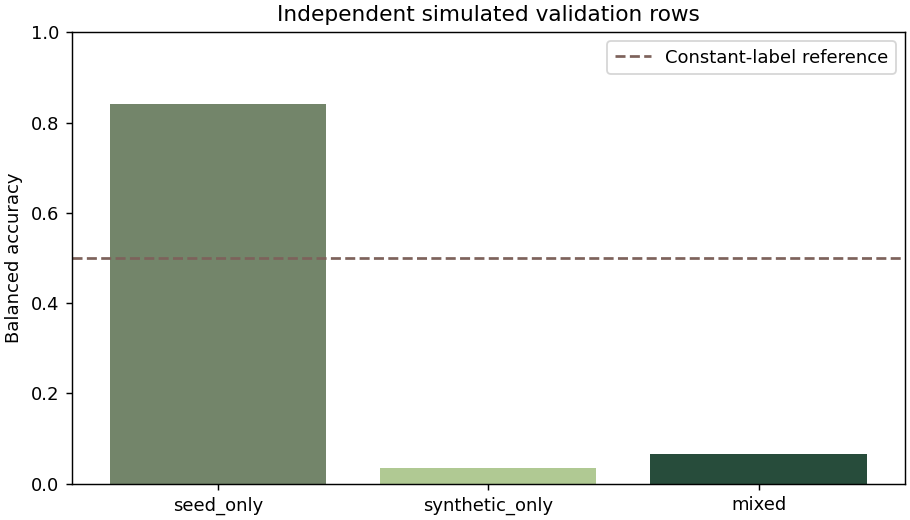 Independent simulated validation rows
Constant-label reference
Balanced accuracy
1.0
0.8
0.6
0.4
0.2
0.0
seed_only
synthetic_only
mixed